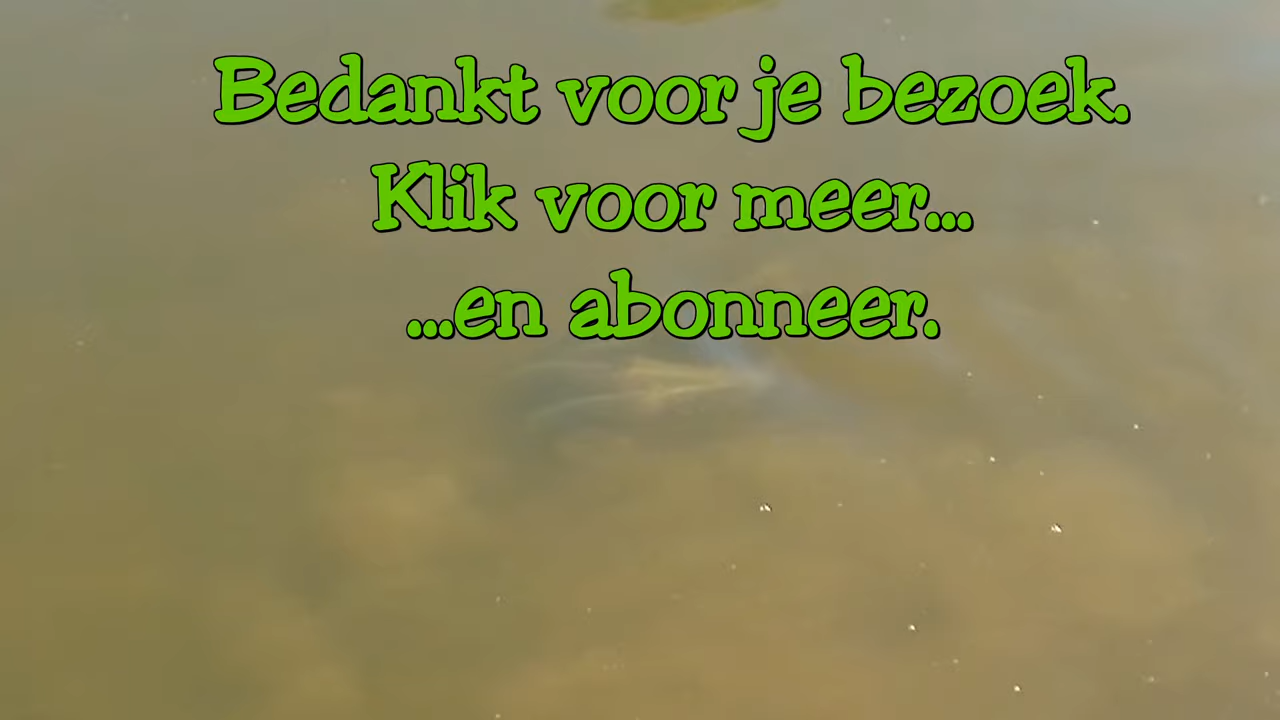 Bedankt voor je bezoek.
Klik voor meer...
...en abonneer.